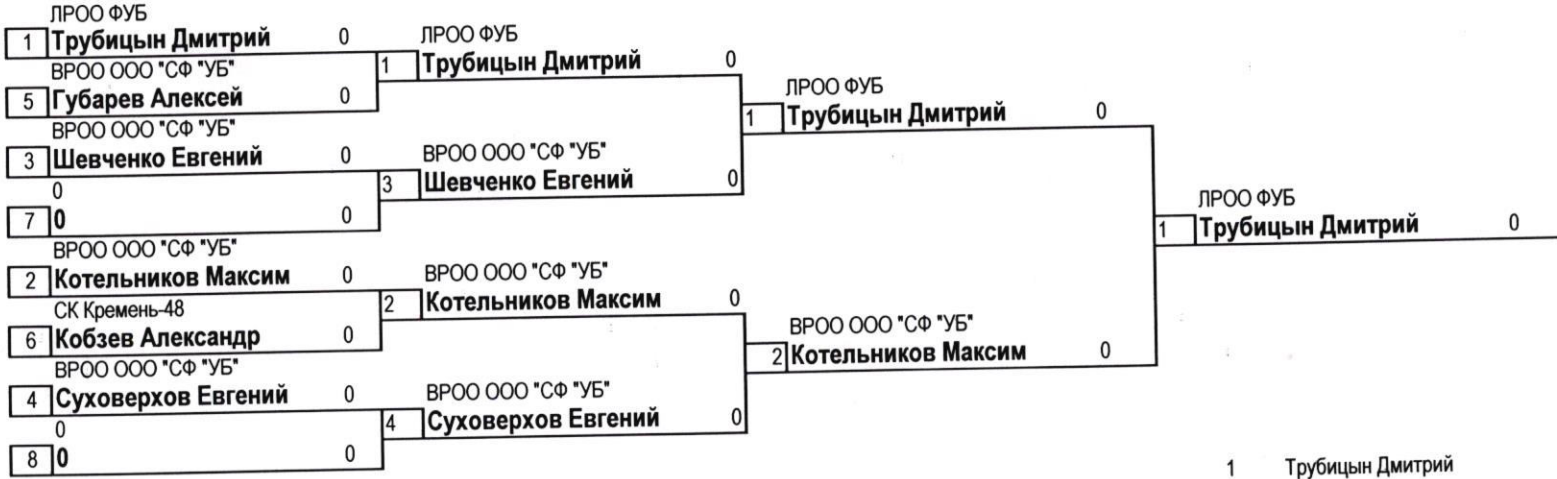 ЛРОО ФУБ
1 Трубицын Дмитрий 0
ВРОО ООО "СФ "УБ"
5 Губарев Алексей 0
ВРОО ООО "СФ "УБ"
3 Шевченко Евгений 0
0
7 0 0
ВРОО ООО "СФ "УБ"
2 Котельников Максим 0
СК Кремень-48
6 Кобзев Александр 0
ВРОО ООО "СФ "УБ"
4 Суховерхов Евгений 0
0
8 0 0
ЛРОО ФУБ
1 Трубицын Дмитрий 0
ВРОО ООО "СФ "УБ"
3 Шевченко Евгений 0
ВРОО ООО "СФ "УБ"
2 Котельников Максим 0
ВРОО ООО "СФ "УБ"
4 Суховерхов Евгений 0
ЛРОО ФУБ
1 Трубицын Дмитрий 0
ВРОО ООО "СФ "УБ"
2 Котельников Максим 0
ЛРОО ФУБ
1 Трубицын Дмитрий 0
1 Трубицын Дмитрий